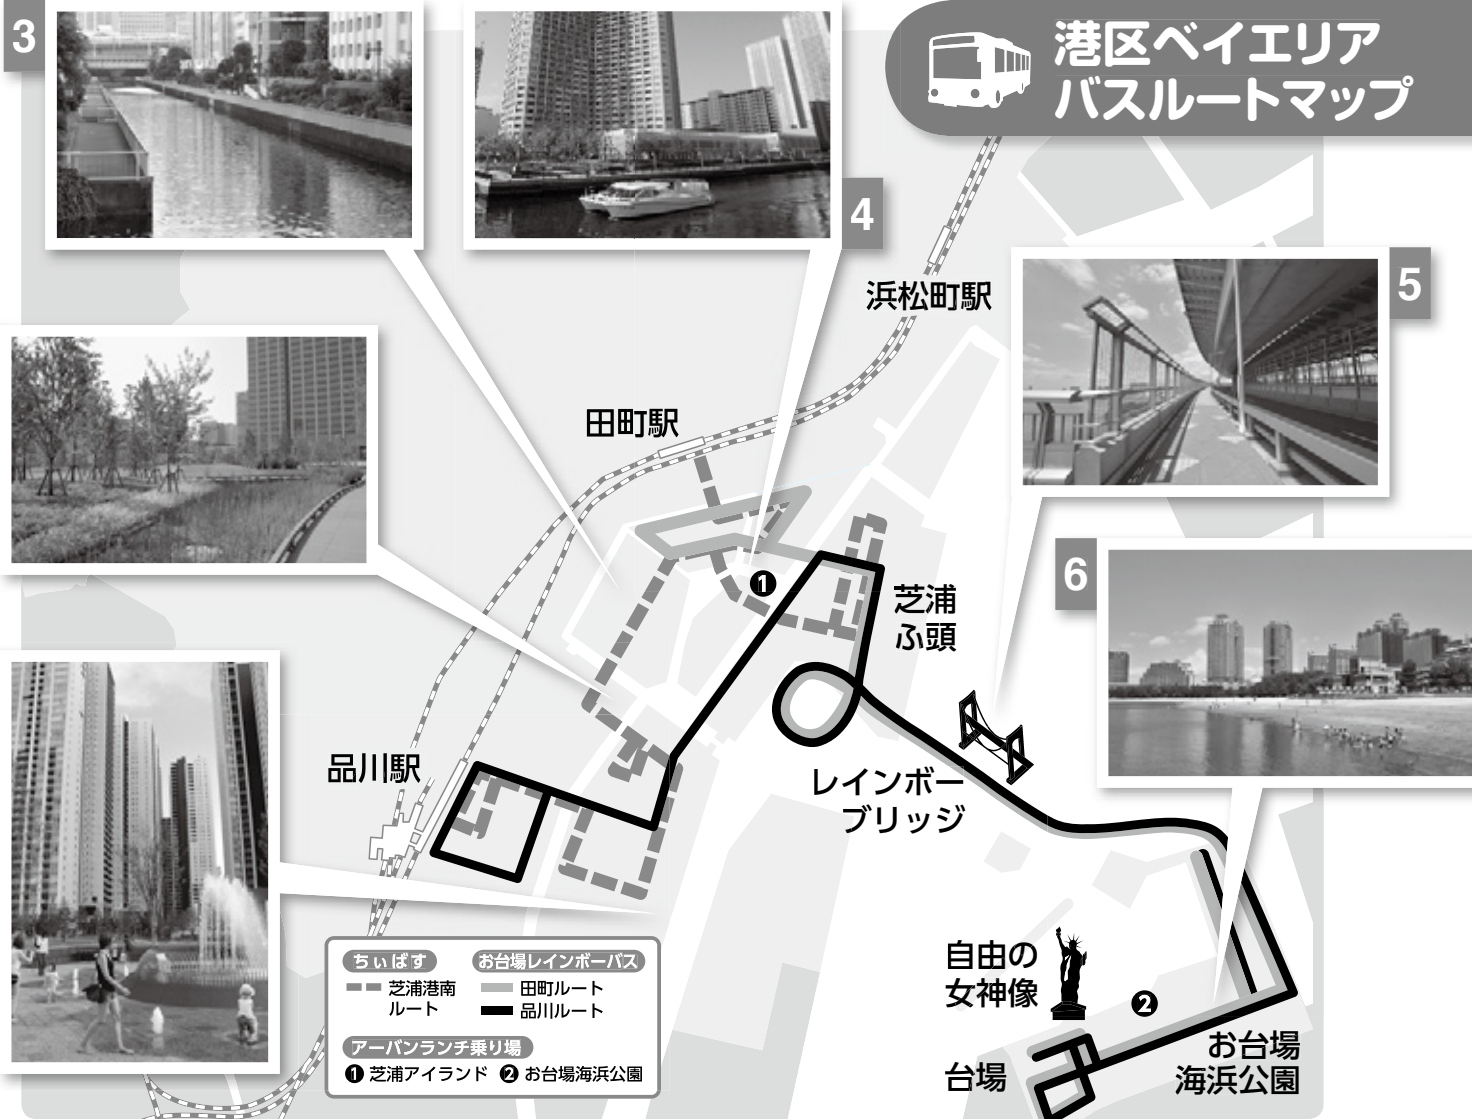 3
4
港区ベイエリア
バスルートマップ
浜松町駅
5
田町駅
❶
芝浦
ふ頭
6
品川駅
レインボー
ブリッジ
自由の
女神像
❷
台場
お台場
海浜公園
ちぃばす
芝浦港南
ルート
お台場レインボーバス
田町ルート
品川ルート
アーバンランチ乗り場
❶ 芝浦アイランド ❷ お台場海浜公園